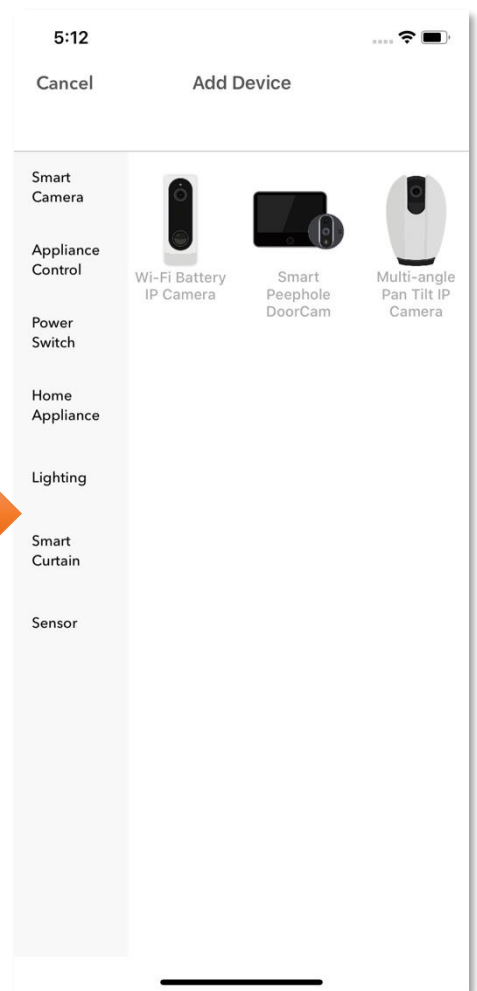 5:12
Cancel
Add Device
Smart
Camera
Appliance
Control
Power
Switch
Home
Appliance
Lighting
Smart
Curtain
Sensor
Wi-Fi Battery
IP Camera
Smart
Peephole
DoorCam
Multi-angle
Pan Tilt IP
Camera